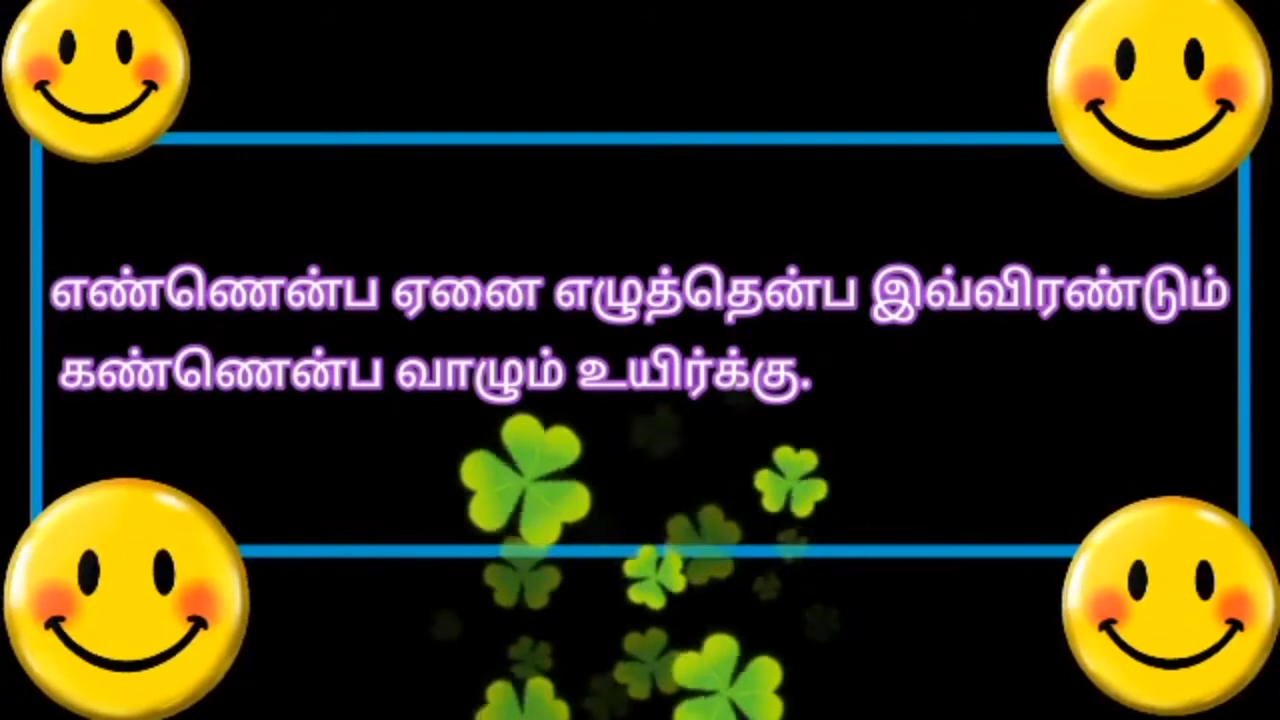 எண்ணென்ப ஏனை எழுத்தென்ப இவ்விரண்டும்
கண்ணென்ப வாழும் உயிர்க்கு.